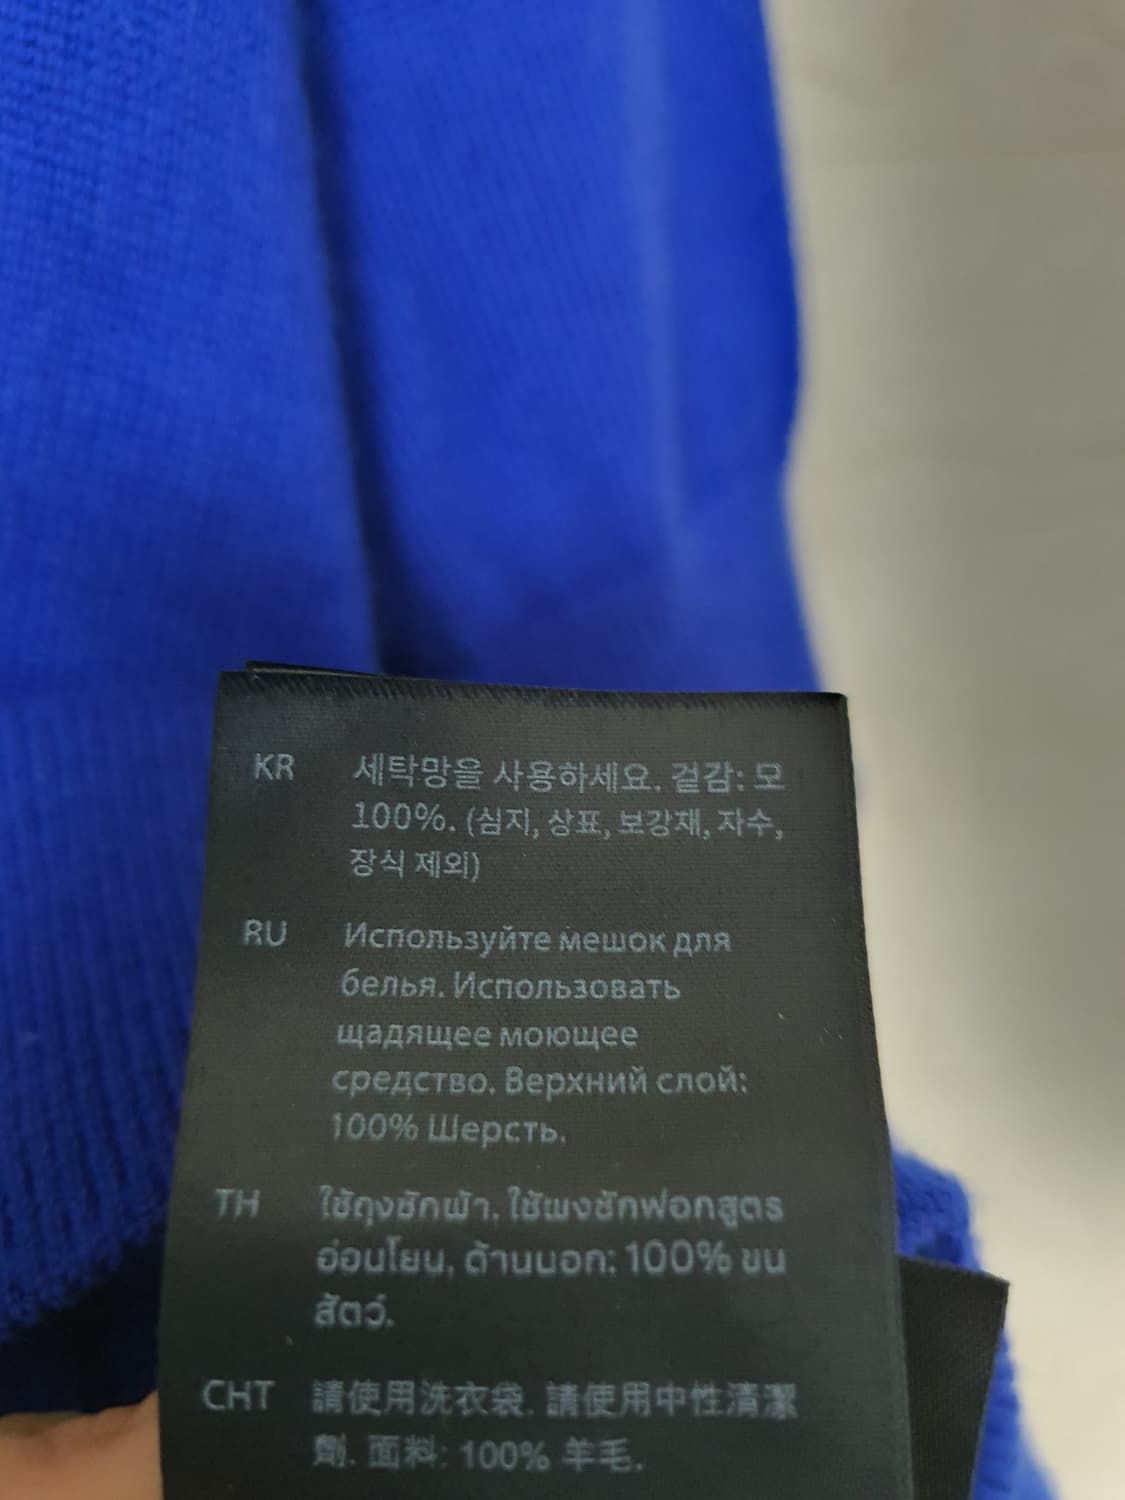 KR 세탁망을 사용하세요. 겉감: 모
100%. (심지, 상표, 보강재, 자수,
장식 제외)
RU Используйте мешок для
белья. Использовать
щадящее моющее
средство. Верхний слой:
100% Шерсть.
TH ใช้ถุงซักผ้า. ใช้ผงซักฟอกสูตร
อ่อนโยน. ด้านนอก: 100% ขน
สัตว์.
CHT 請使用洗衣袋. 請使用中性清潔
劑. 面料: 100% 羊毛.